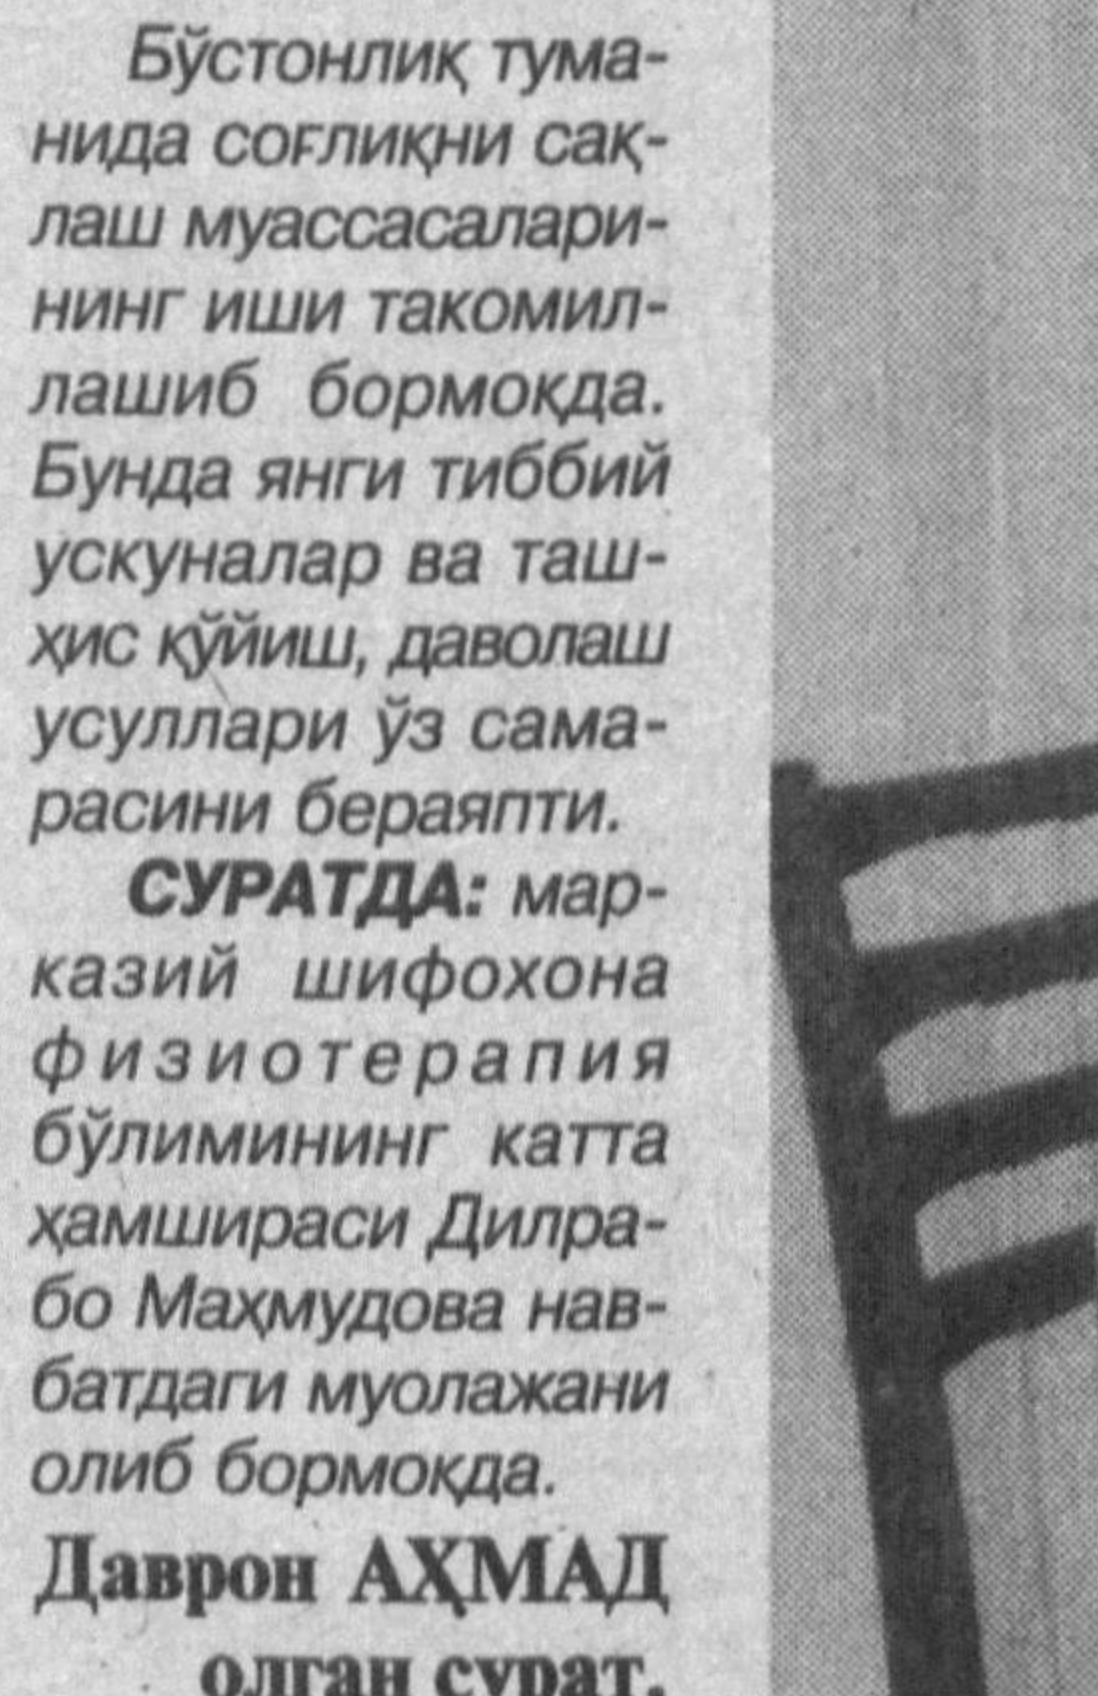 Бўстонлиқ тума-
нида соғлиқни сақ-
лаш муассасалари-
нинг иши такомил-
лашиб бормоқда.
Бунда янги тиббий
ускуналар ва таш-
ҳис қўйиш, даволаш
усуллари ўз сама-
расини бераяпти.
СУРАТДА: мар-
казий шифохона
физиотерапия
бўлимининг катта
ҳамшираси Дилра-
бо Маҳмудова нав-
батдаги муолажани
олиб бормоқда.
Даврон АҲМАД
олган сурат.